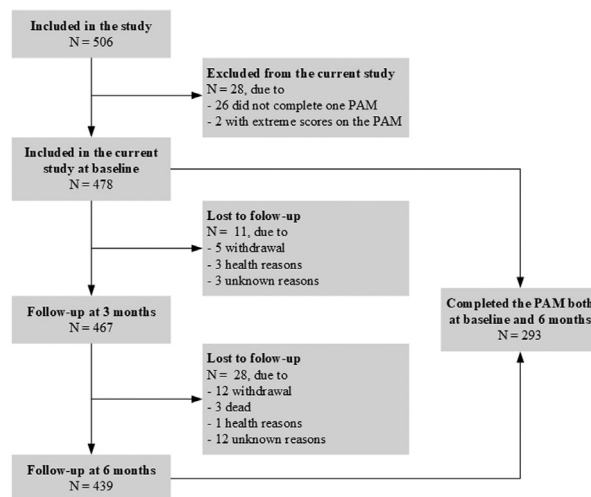 Included in the study
N = 506
Excluded from the current study
N = 28, due to
- 26 did not complete one PAM
- 2 with extreme scores on the PAM
Included in the current
study at baseline
N = 478
Lost to folow-up
N = 11, due to
- 5 withdrawal
- 3 health reasons
- 3 unknown reasons
Follow-up at 3 months
N = 467
Completed the PAM both
at baseline and 6 months
N = 293
Lost to folow-up
N = 28, due to
- 12 withdrawal
- 3 dead
- 1 health reasons
- 12 unknown reasons
Follow-up at 6 months
N = 439